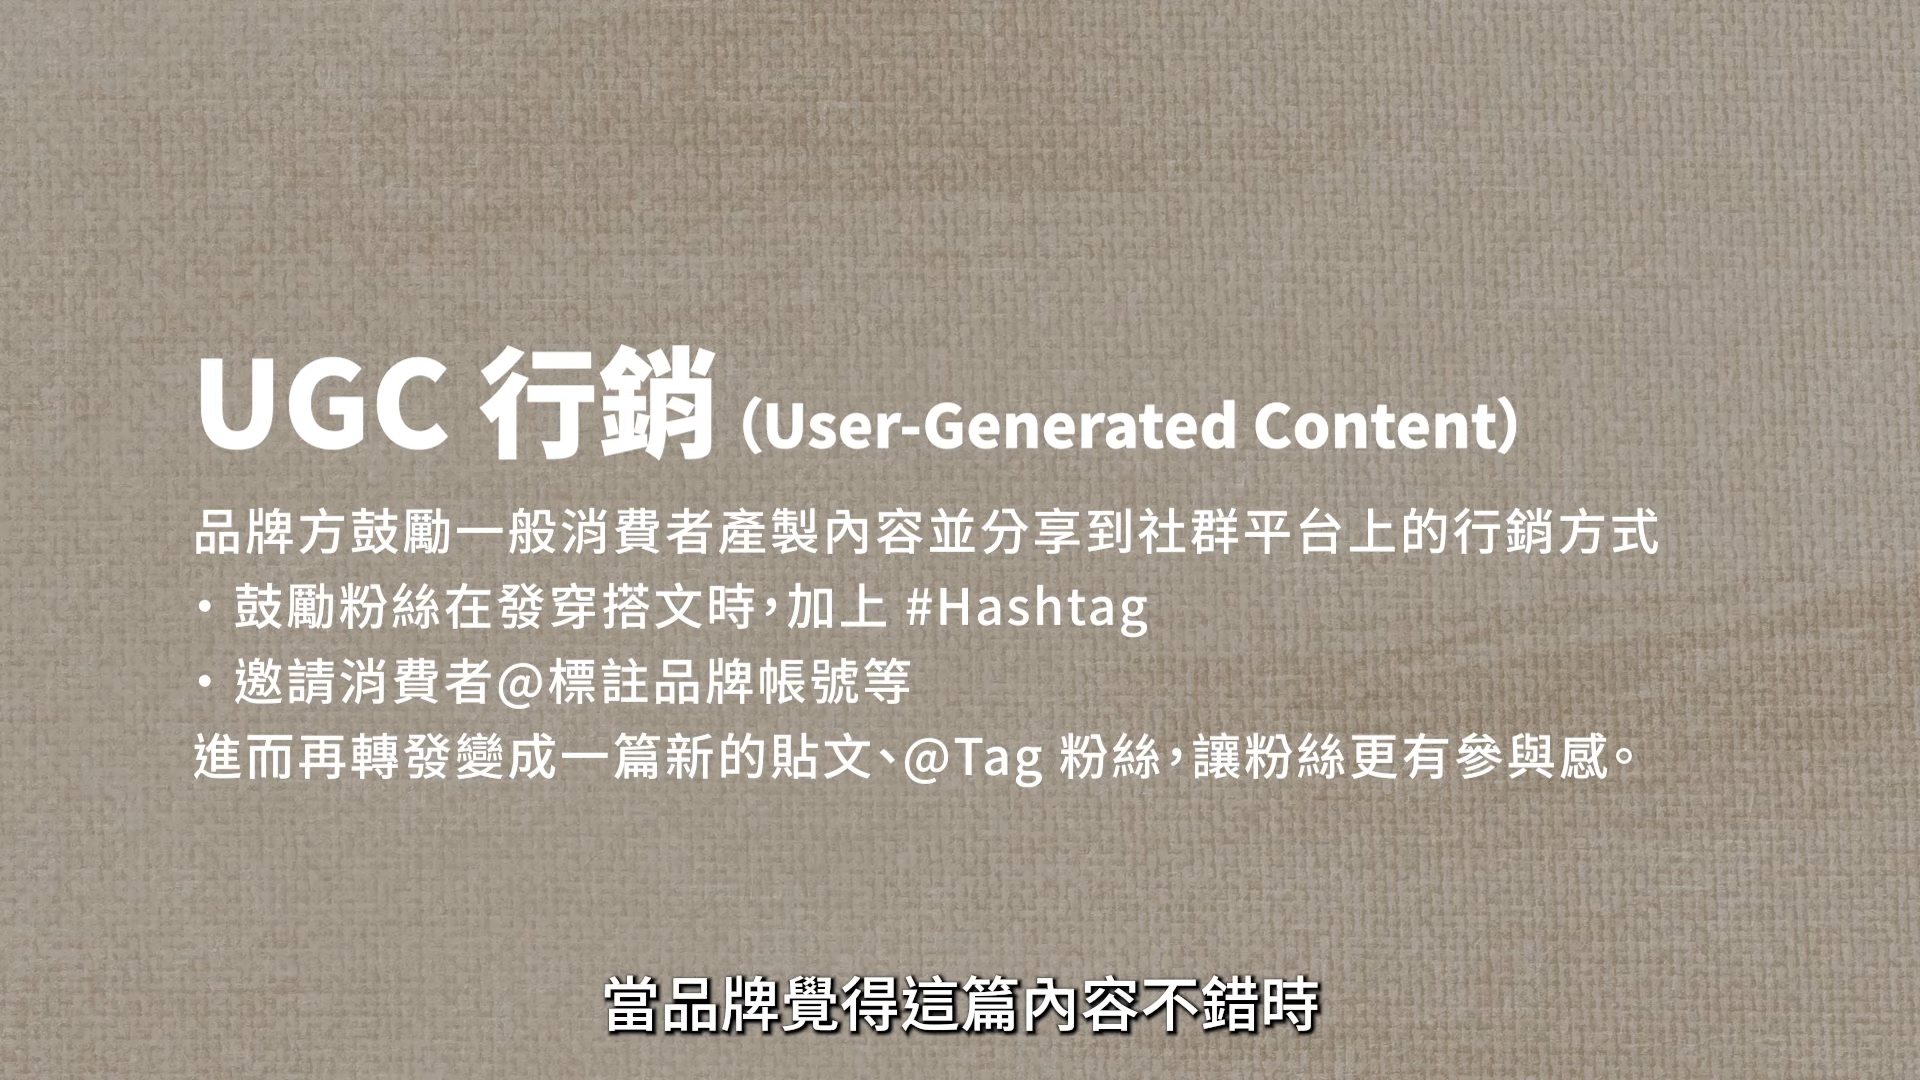 UGC 行銷（User-Generated Content）
品牌方鼓勵一般消費者產製內容並分享到社群平台上的行銷方式
・鼓勵粉絲在發穿搭文時，加上 #Hashtag
・邀請消費者@標註品牌帳號等
進而再轉發變成一篇新的貼文、@Tag 粉絲，讓粉絲更有參與感。
當品牌覺得這篇內容不錯時